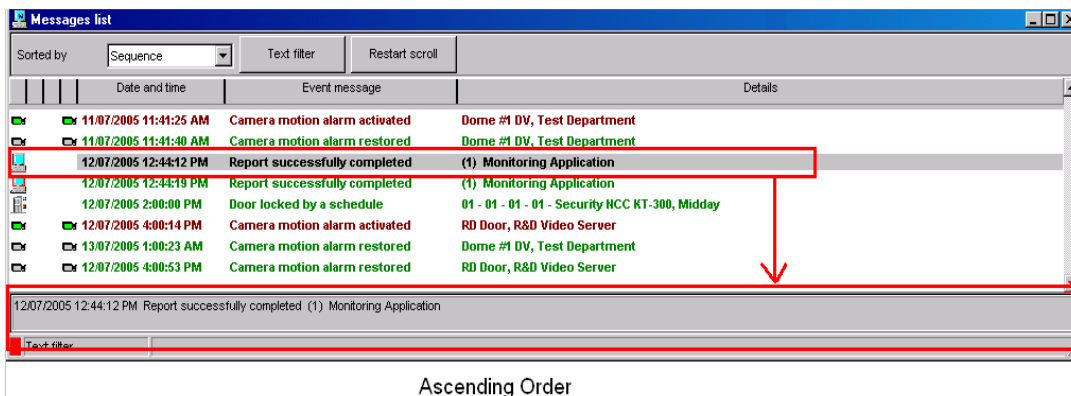 Messages list
Sorted by Sequence Text filter Restart scroll
Date and time Event message Details
11/07/2005 11:41:25 AM Camera motion alarm activated Dome #1 DV, Test Department
11/07/2005 11:41:40 AM Camera motion alarm restored Dome #1 DV, Test Department
12/07/2005 12:44:12 PM Report successfully completed (1) Monitoring Application
12/07/2005 12:44:19 PM Report successfully completed (1) Monitoring Application
12/07/2005 2:00:00 PM Door locked by a schedule 01 - 01 - 01 - 01 - Security NCC KT-300, Midday
12/07/2005 4:00:14 PM Camera motion alarm activated RD Door, R&D Video Server
13/07/2005 1:00:23 AM Camera motion alarm restored Dome #1 DV, Test Department
12/07/2005 4:00:53 PM Camera motion alarm restored RD Door, R&D Video Server
12/07/2005 12:44:12 PM Report successfully completed (1) Monitoring Application
Text filter
Ascending Order